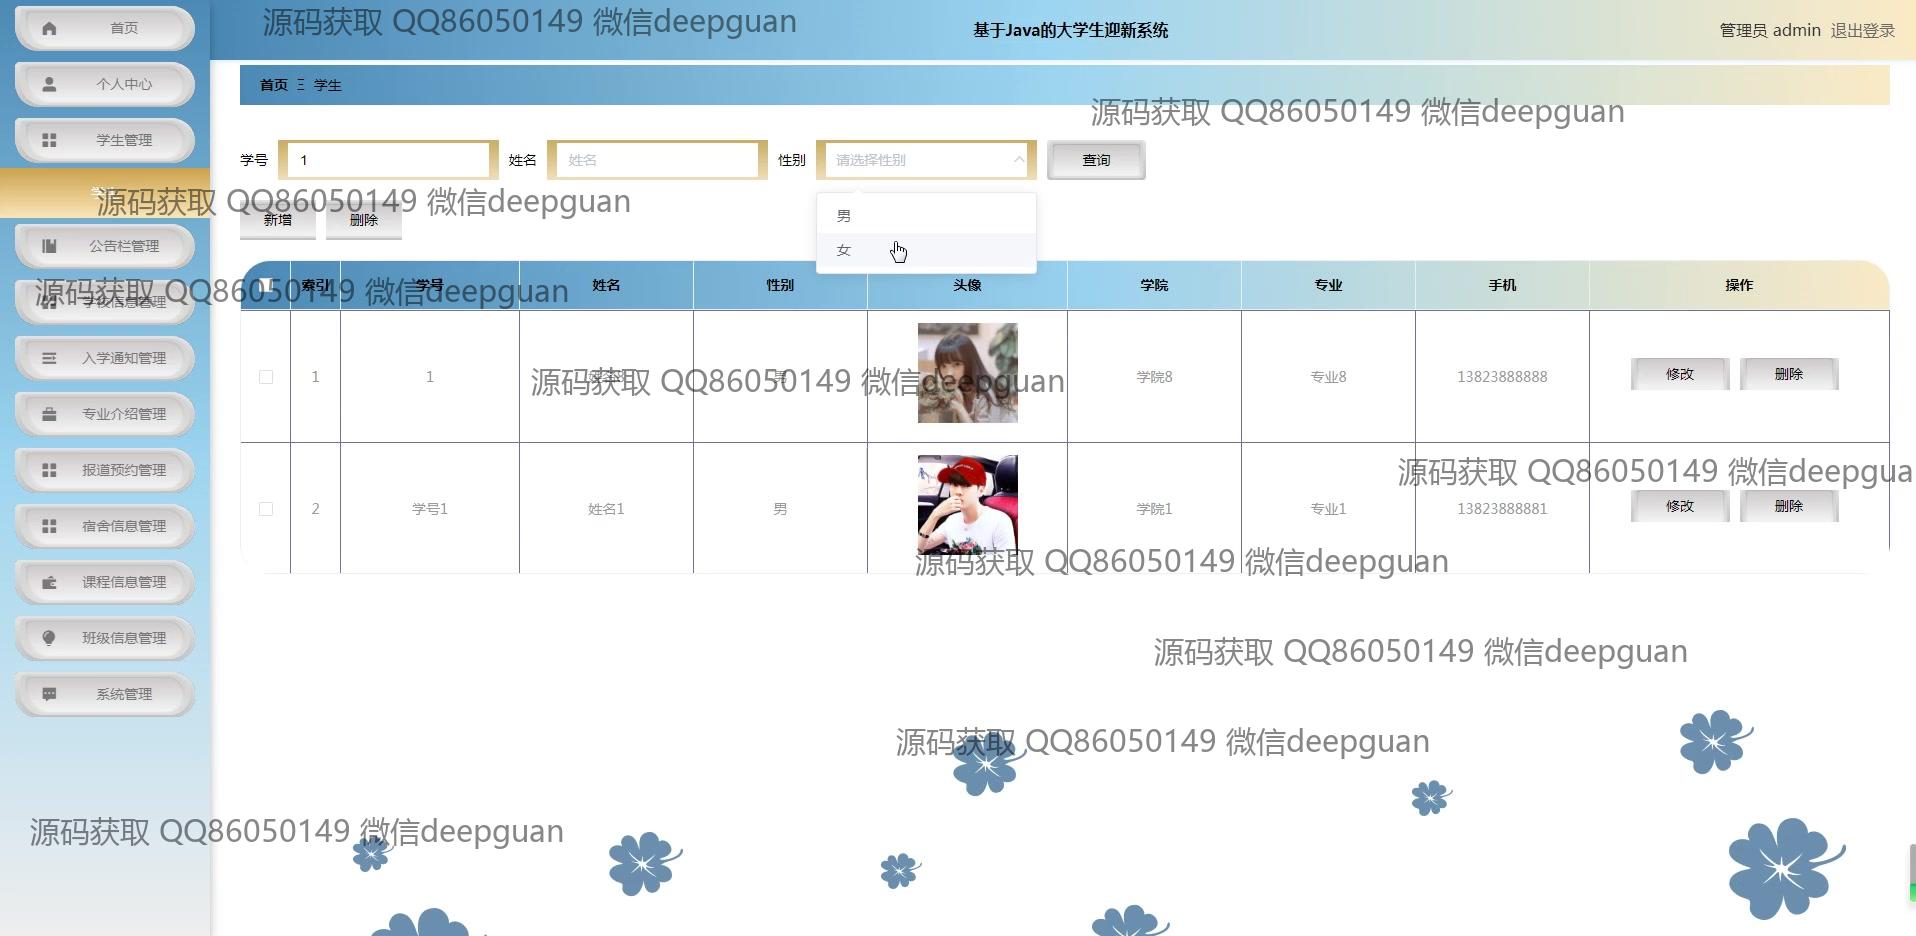 首页
源码获取 QQ86050149 微信deepguan
基于Java的大学生迎新系统
管理员 admin 退出登录
个人中心
首页 Ξ 学生
源码获取 QQ86050149 微信deepguan
学生管理
学号 1 姓名 姓名 性别 请选择性别 查询
源码获取 QQ86050149 微信deepguan
新增 删除
男
女
公告栏管理
源码获取 QQ86050149 微信deepguan
学校信息管理
索引 学号 姓名 性别 头像 学院 专业 手机 操作
入学通知管理
1 1 男 学院8 专业8 13823888888 修改 删除
源码获取 QQ86050149 微信deepguan
专业介绍管理
报道预约管理
源码获取 QQ86050149 微信deepgua
2 学号1 姓名1 男 学院1 专业1 13823888881 修改 删除
宿舍信息管理
源码获取 QQ86050149 微信deepguan
课程信息管理
班级信息管理
源码获取 QQ86050149 微信deepguan
系统管理
源码获取 QQ86050149 微信deepguan
源码获取 QQ86050149 微信deepguan